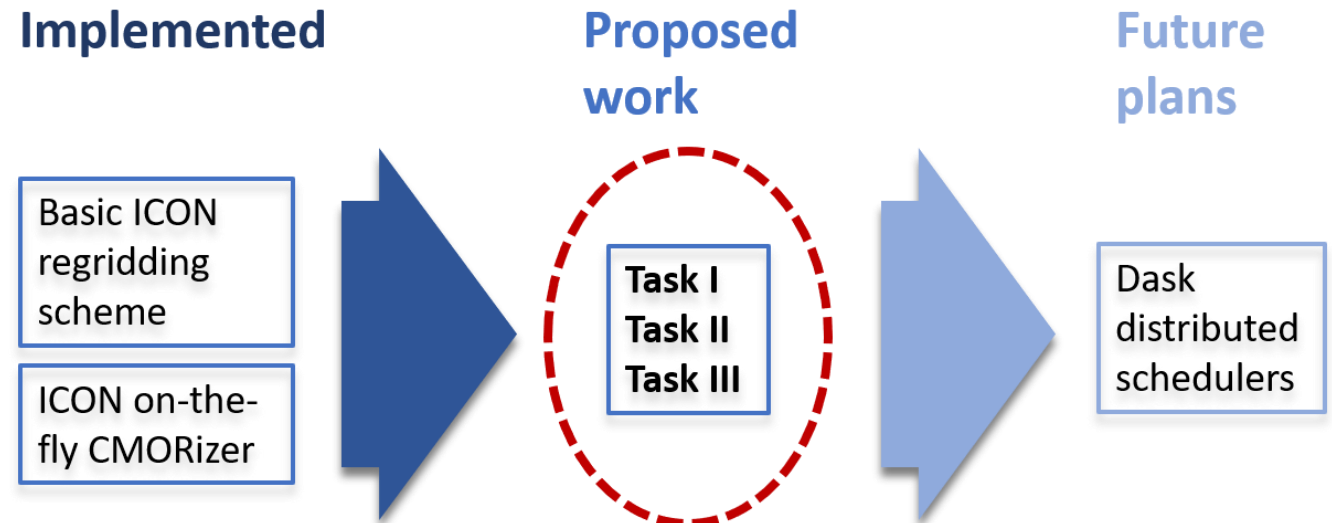 Implemented
Proposed
work
Future
plans
Basic ICON
regridding
scheme
ICON on-the-
fly CMORizer
Task I
Task II
Task III
Dask
distributed
schedulers